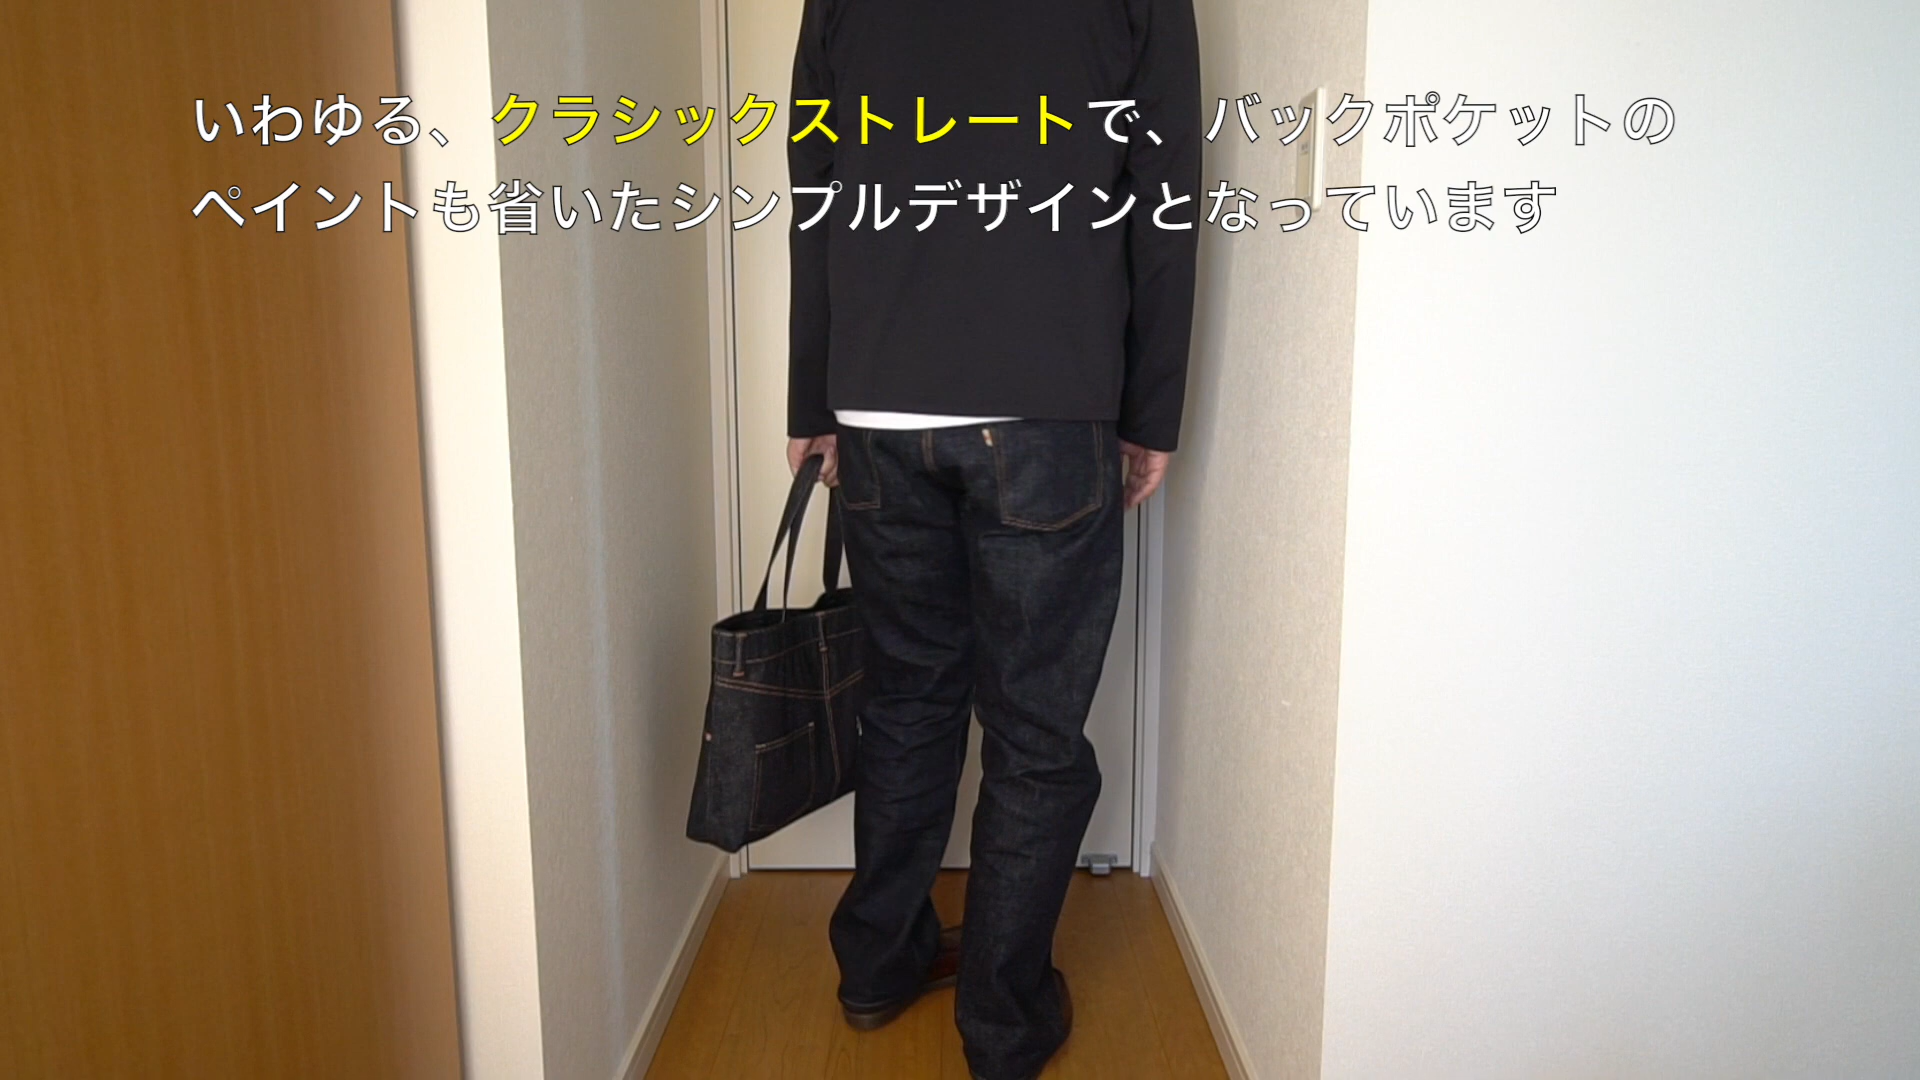 いわゆる、クラシックストレートで、バックポケットの
ペイントも省いたシンプルデザインとなっています